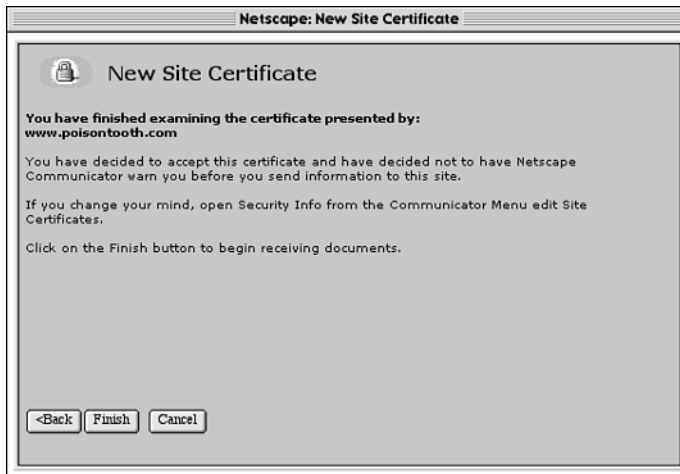 Netscape: New Site Certificate
New Site Certificate
You have finished examining the certificate presented by:
www.poisontooth.com
You have decided to accept this certificate and have decided not to have Netscape
Communicator warn you before you send information to this site.
If you change your mind, open Security Info from the Communicator Menu edit Site
Certificates.
Click on the Finish button to begin receiving documents.
<Back Finish Cancel